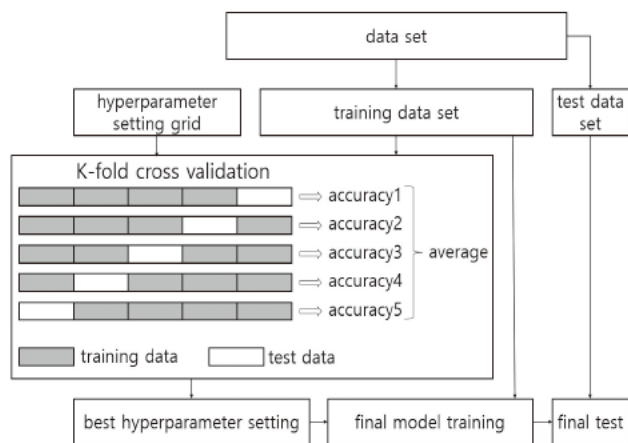 data set
hyperparameter
setting grid
training data set
test data
set
K-fold cross validation
accuracy1
accuracy2
accuracy3
average
accuracy4
accuracy5
training data
test data
best hyperparameter setting
final model training
final test